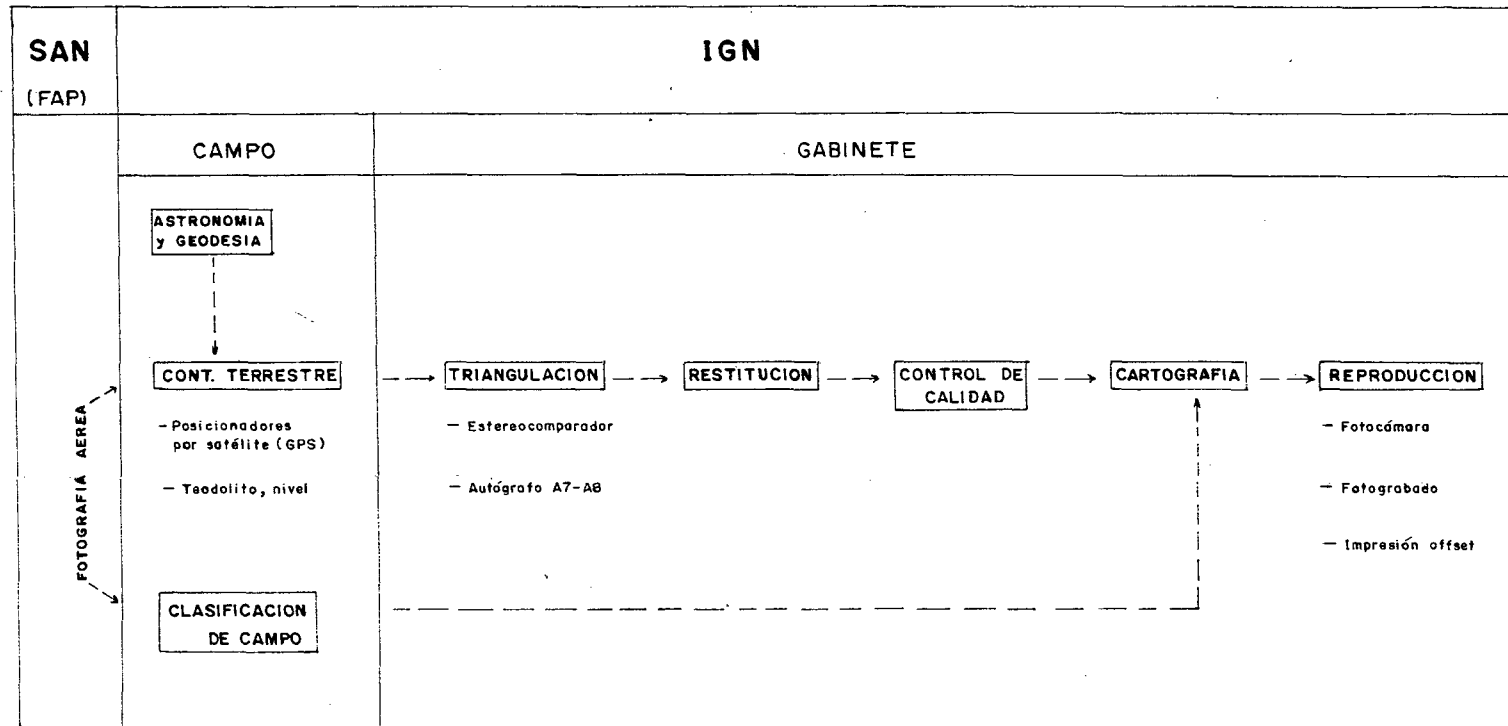 SAN
(FAP)
IGN
CAMPO
GABINETE
ASTRONOMIA
y GEODESIA
FOTOGRAFIA AEREA
CONT. TERRESTRE
- Posicionadores
por satélite (GPS)
- Teodolito, nivel
CLASIFICACION
DE CAMPO
TRIANGULACION
- Estereocomparador
- Autógrafo A7-A8
RESTITUCION
CONTROL DE
CALIDAD
CARTOGRAFIA
REPRODUCCION
- Fotocámara
- Fotograbado
- Impresión offset